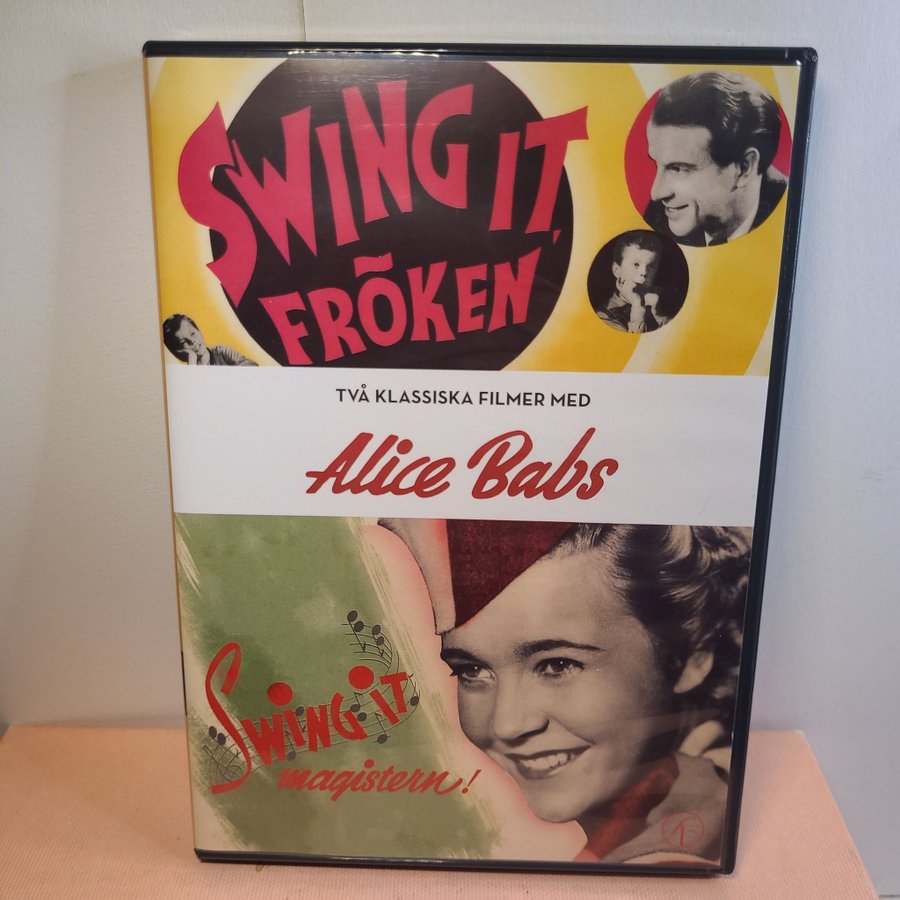 SWING IT,
FRÖKEN
TVÅ KLASSISKA FILMER MED
Alice Babs
SWING iT
magistern!